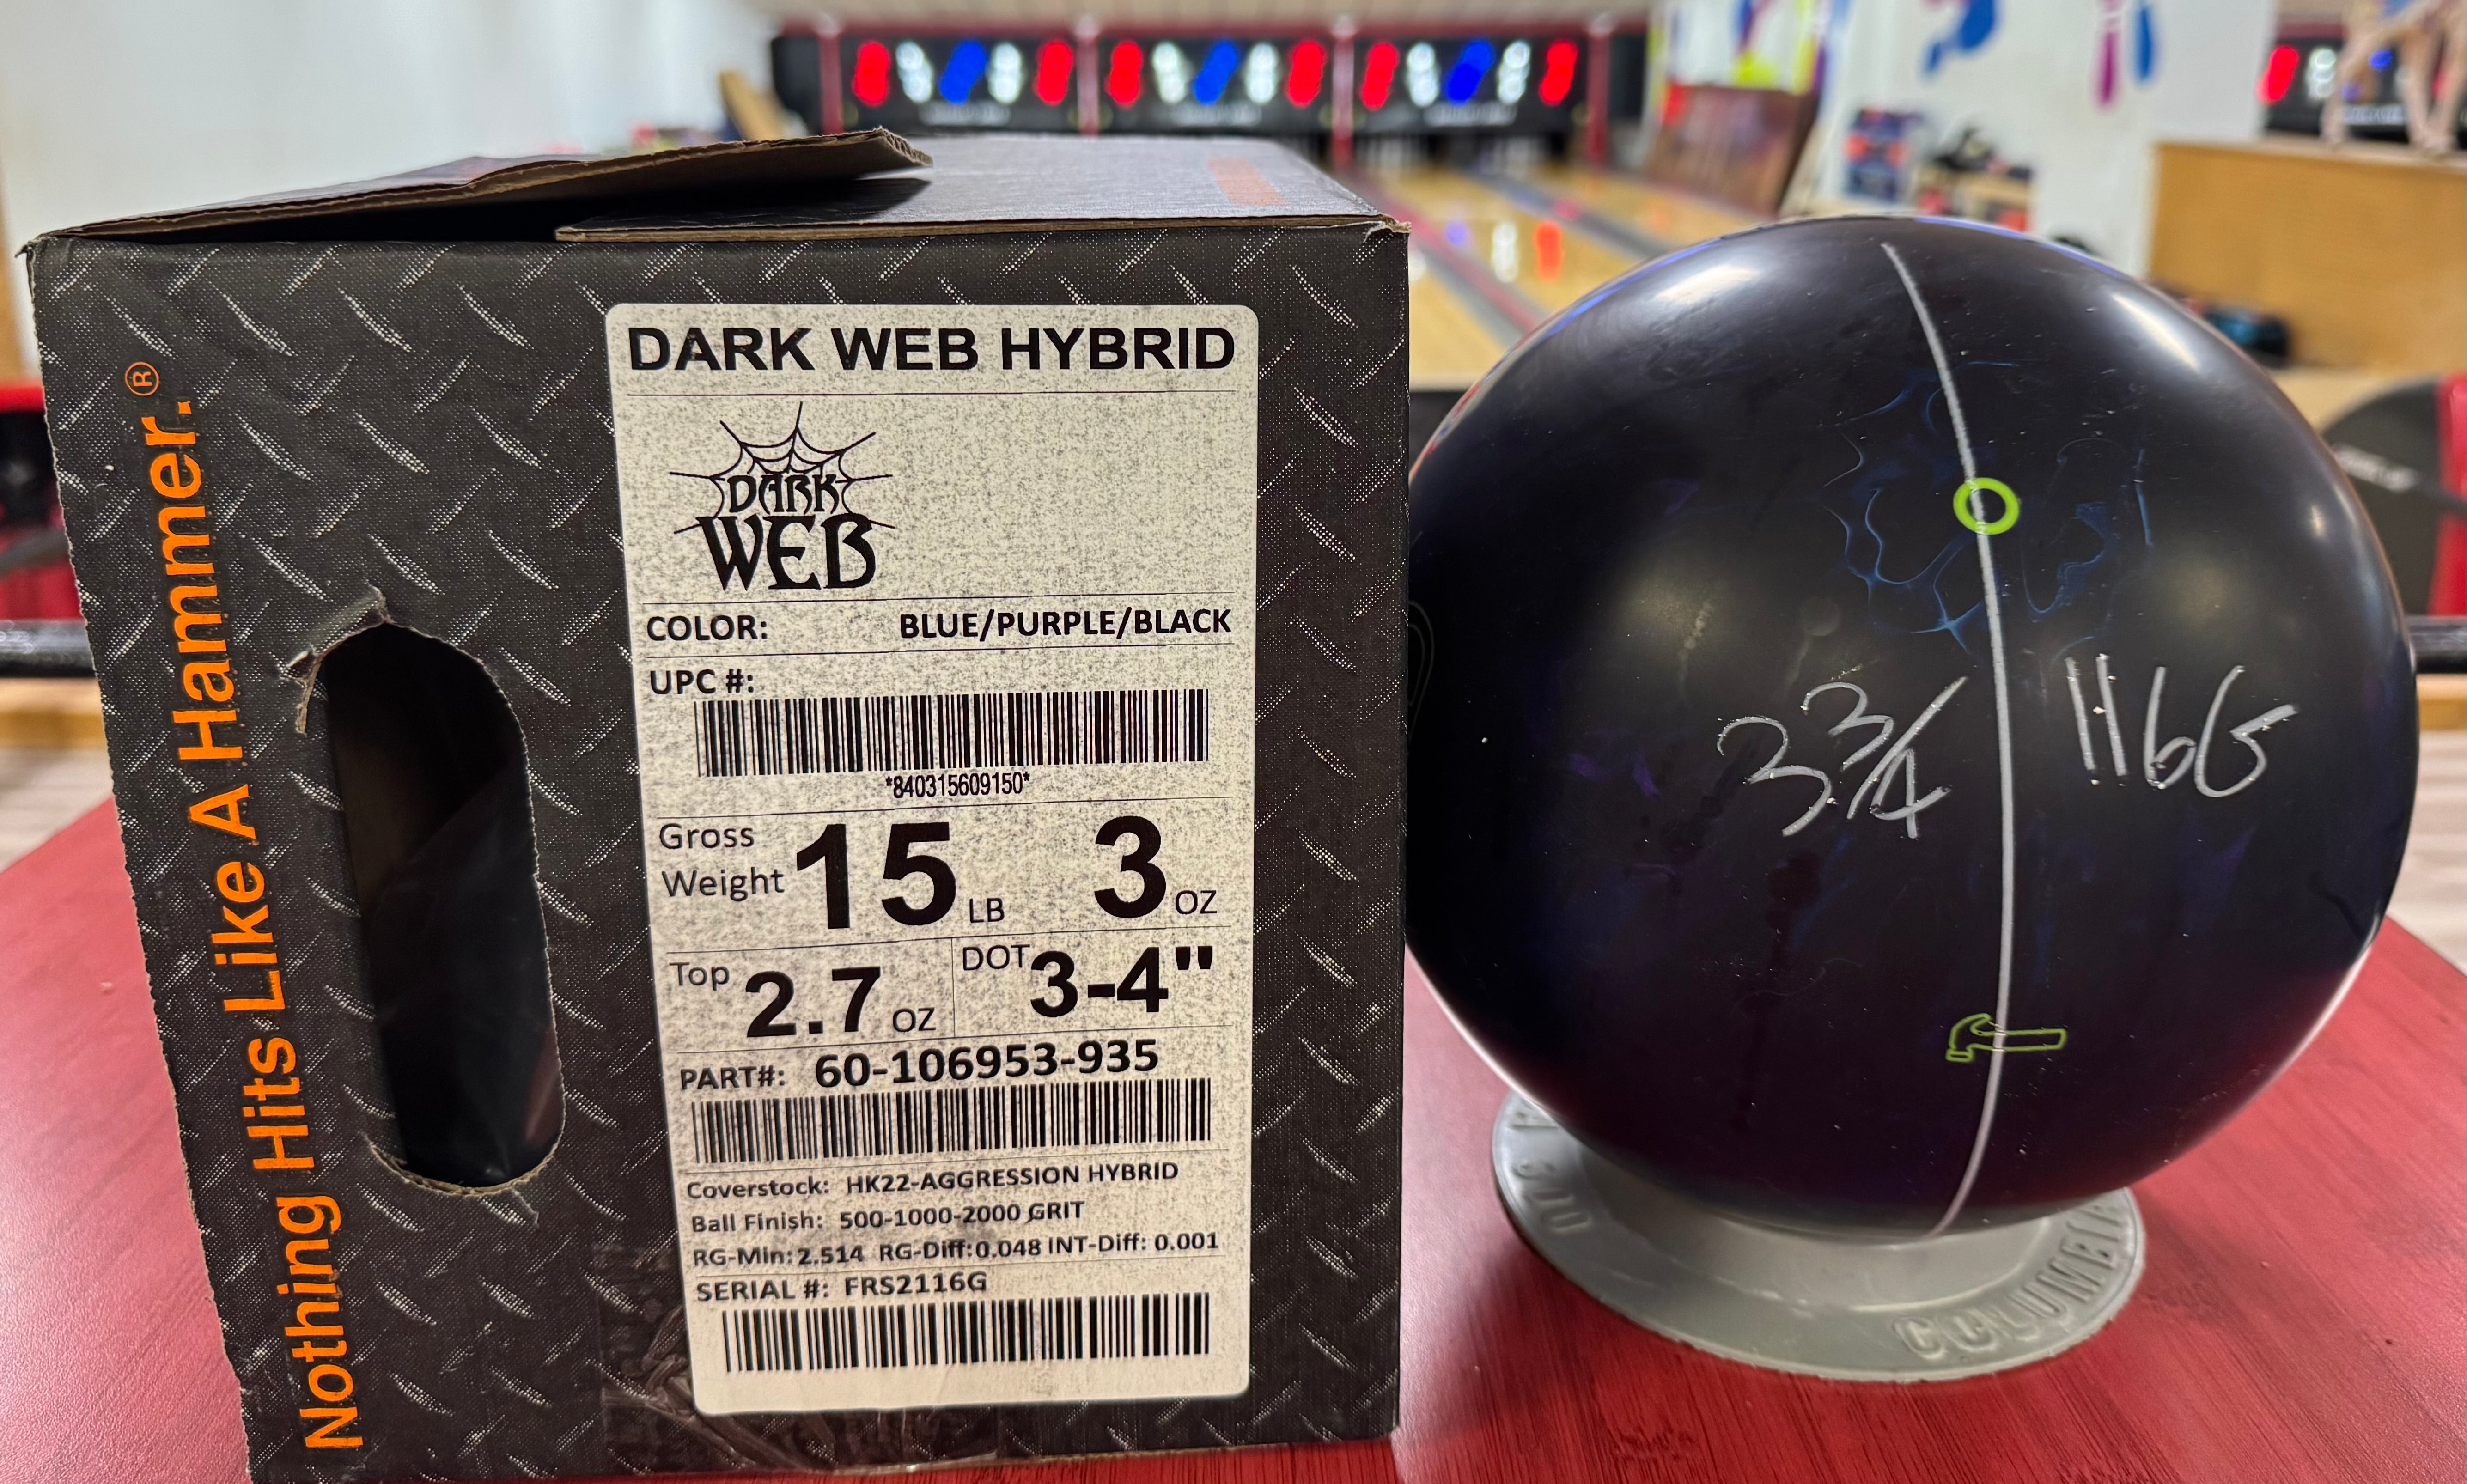 Nothing Hits Like A Hammer.®
DARK WEB HYBRID
DARK
WEB
COLOR: BLUE/PURPLE/BLACK
UPC #:
*840315609150*
Gross Weight 15 LB 3 OZ
Top 2.7 OZ DOT 3-4"
PART#: 60-106953-935
Coverstock: HK22-AGGRESSION HYBRID
Ball Finish: 500-1000-2000 GRIT
RG-Min: 2.514 RG-Diff: 0.048 INT-Diff: 0.001
SERIAL #: FRS2116G
3 3/4 116G